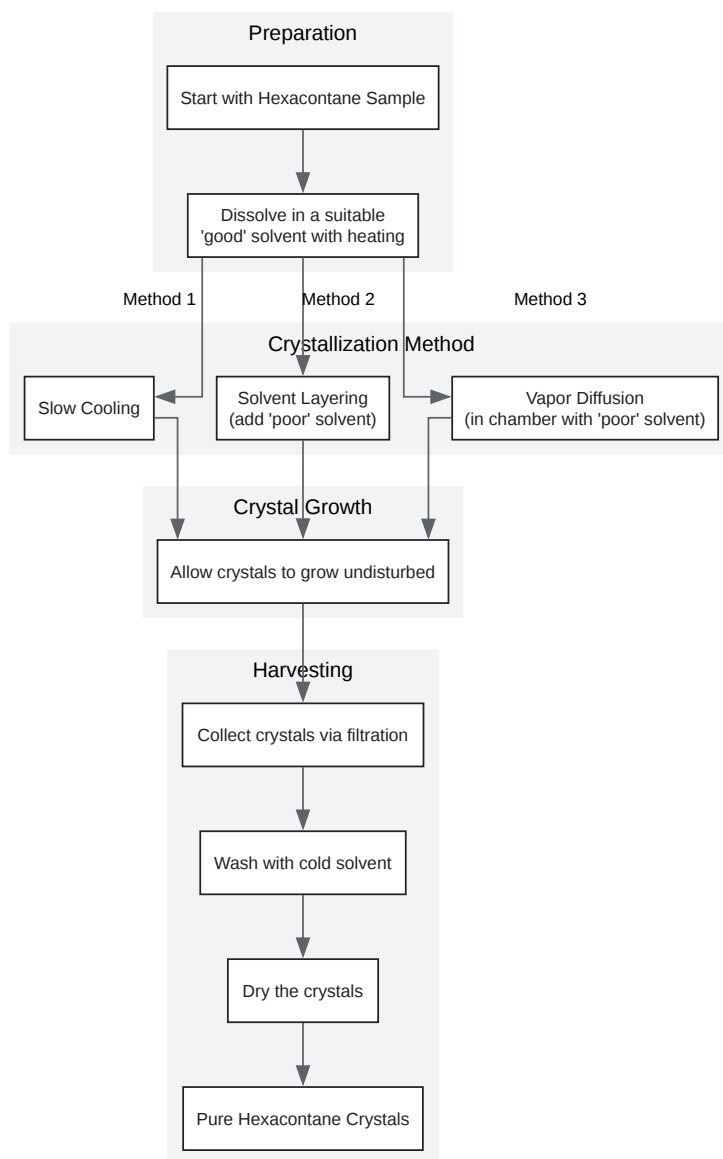 Preparation
Start with Hexacontane Sample
Dissolve in a suitable
'good' solvent with heating
Method 1
Method 2
Method 3
Crystallization Method
Slow Cooling
Solvent Layering
(add 'poor' solvent)
Vapor Diffusion
(in chamber with 'poor' solvent)
Crystal Growth
Allow crystals to grow undisturbed
Harvesting
Collect crystals via filtration
Wash with cold solvent
Dry the crystals
Pure Hexacontane Crystals